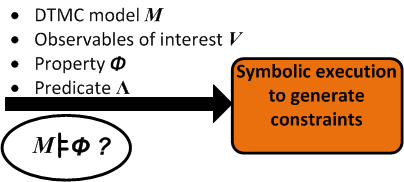 • DTMC model M
• Observables of interest V
• Property Φ
• Predicate Λ
M ⊧ Φ ?
Symbolic execution
to generate
constraints